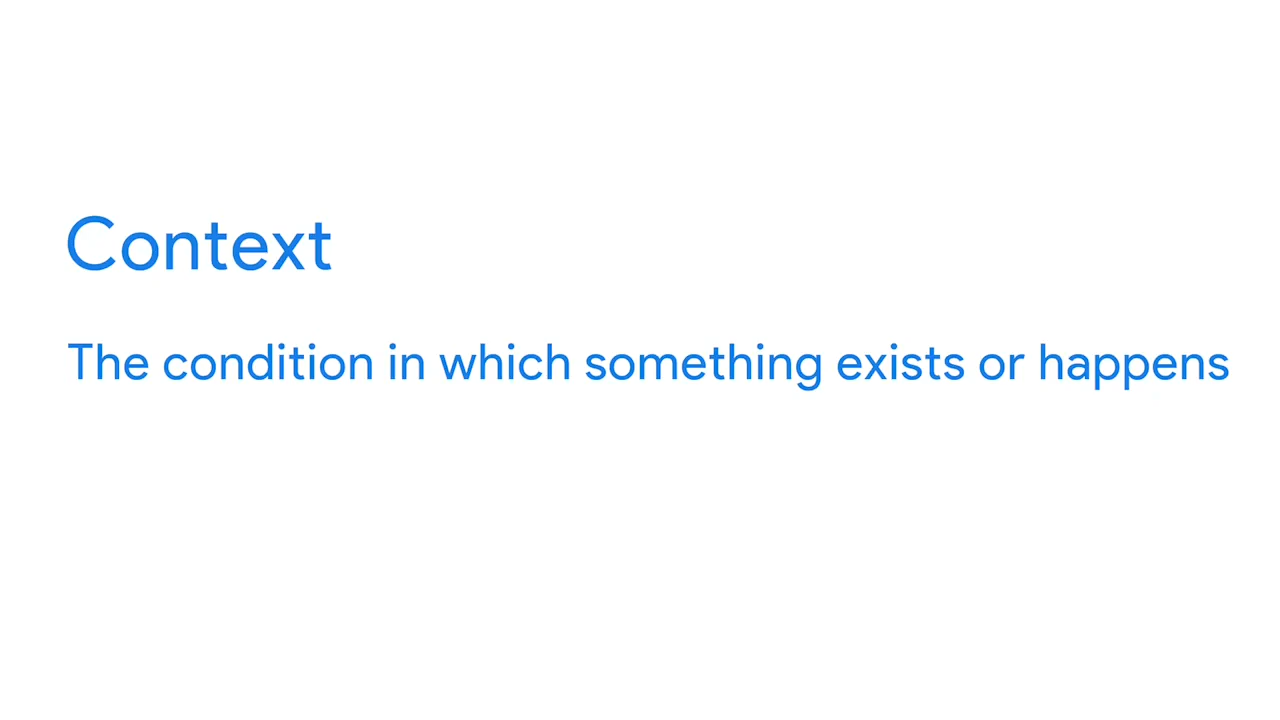 Context
The condition in which something exists or happens